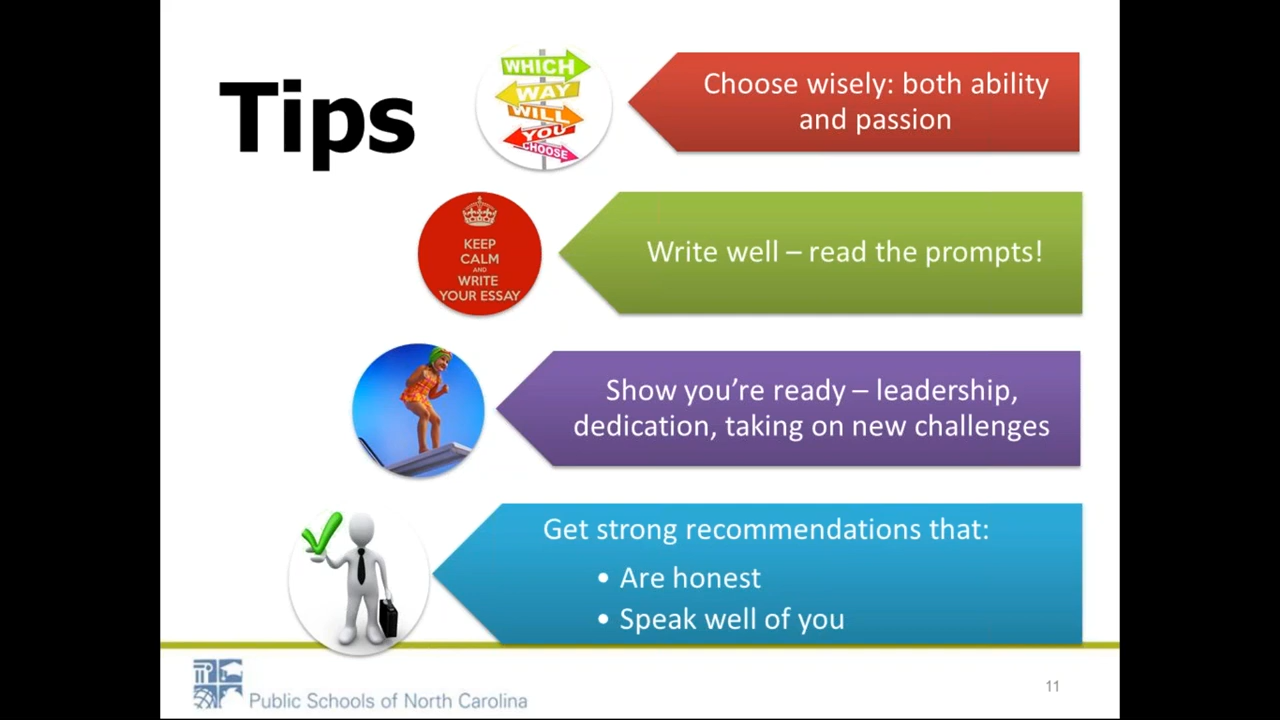 Tips
WHICH
WAY
WILL
YOU
CHOOSE
Choose wisely: both ability
and passion
KEEP
CALM
AND
WRITE
YOUR ESSAY
Write well – read the prompts!
Show you’re ready – leadership,
dedication, taking on new challenges
Get strong recommendations that:
• Are honest
• Speak well of you
Public Schools of North Carolina
11